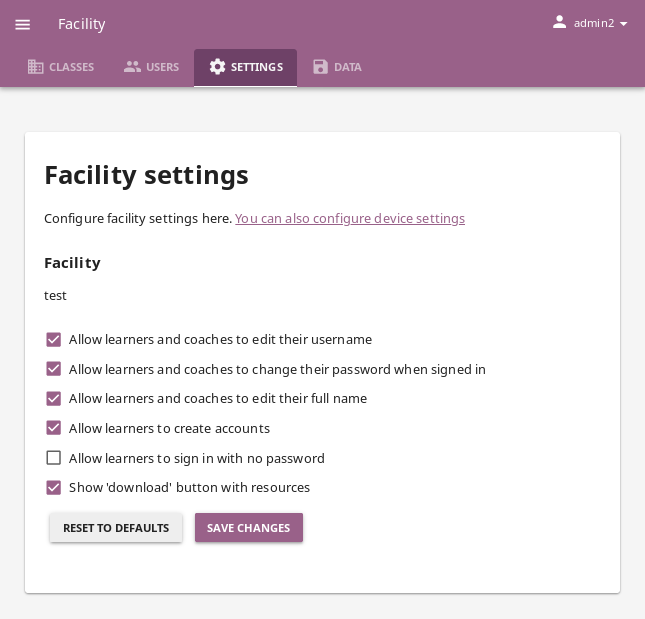 Facility
admin2
CLASSES USERS SETTINGS DATA
Facility settings
Configure facility settings here. You can also configure device settings
Facility
test
Allow learners and coaches to edit their username
Allow learners and coaches to change their password when signed in
Allow learners and coaches to edit their full name
Allow learners to create accounts
Allow learners to sign in with no password
Show 'download' button with resources
RESET TO DEFAULTS SAVE CHANGES